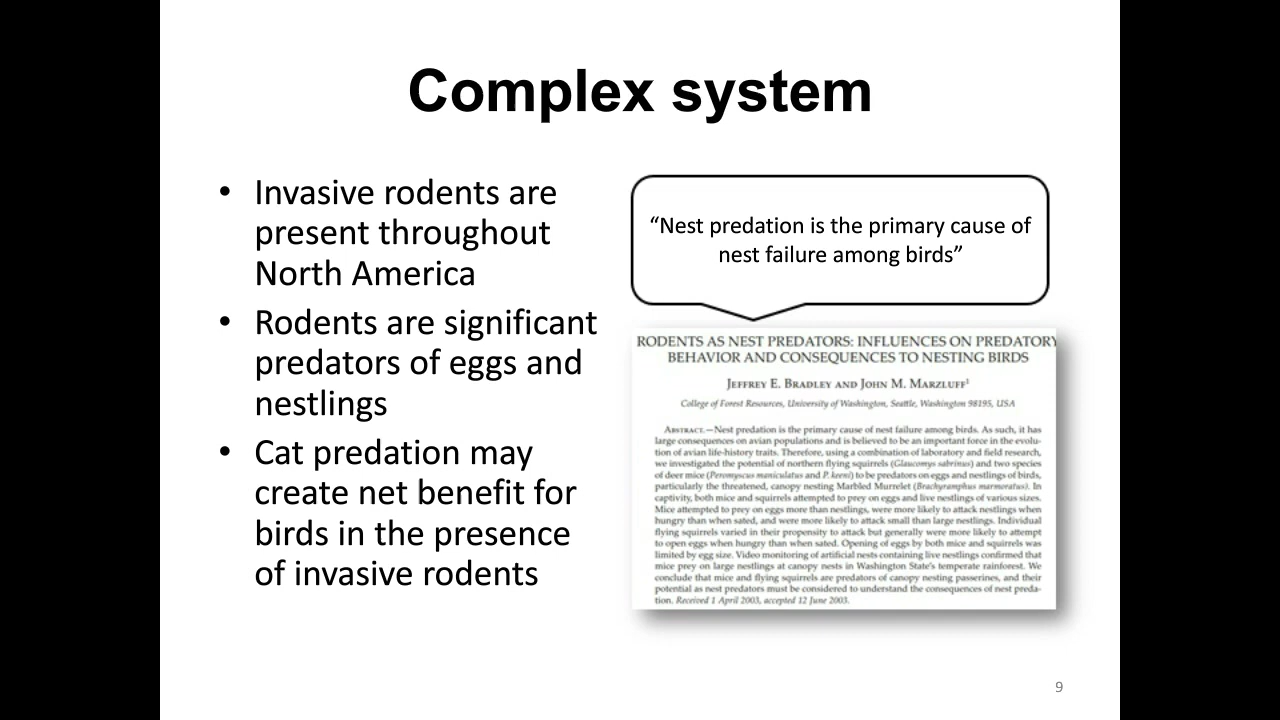 Complex system
• Invasive rodents are
present throughout
North America
• Rodents are significant
predators of eggs and
nestlings
• Cat predation may
create net benefit for
birds in the presence
of invasive rodents
“Nest predation is the primary cause of
nest failure among birds”
RODENTS AS NEST PREDATORS: INFLUENCES ON PREDATORY
BEHAVIOR AND CONSEQUENCES TO NESTING BIRDS
Jeffrey E. Bradley and John M. Marzluff¹
College of Forest Resources, University of Washington, Seattle, Washington 98195, USA
Abstract.—Nest predation is the primary cause of nest failure among birds. As such, it has
large consequences on avian populations and is believed to be an important force in the evolu-
tion of avian life-history traits. Therefore, using a combination of laboratory and field research,
we investigated the potential of northern flying squirrels (Glaucomys sabrinus) and two species
of deer mice (Peromyscus maniculatus and P. keeni) to be predators on eggs and nestlings of birds,
particularly the threatened, canopy nesting Marbled Murrelet (Brachyramphus marmoratus). In
captivity, both mice and squirrels attempted to prey on eggs and live nestlings of various sizes.
Mice attempted to prey on eggs more than nestlings, were more likely to attack nestlings when
hungry than when sated, and were more likely to attack small than large nestlings. Individual
flying squirrels varied in their propensity to attack but generally were more likely to attempt
to open eggs when hungry than when sated. Opening of eggs by both mice and squirrels was
limited by egg size. Video monitoring of artificial nests containing live nestlings confirmed that
mice prey on large nestlings at canopy nests in Washington State's temperate rainforest. We
conclude that mice and flying squirrels are predators of canopy nesting passerines, and their
potential as nest predators must be considered to understand the consequences of nest preda-
tion. Received 1 April 2003, accepted 12 June 2003.
9